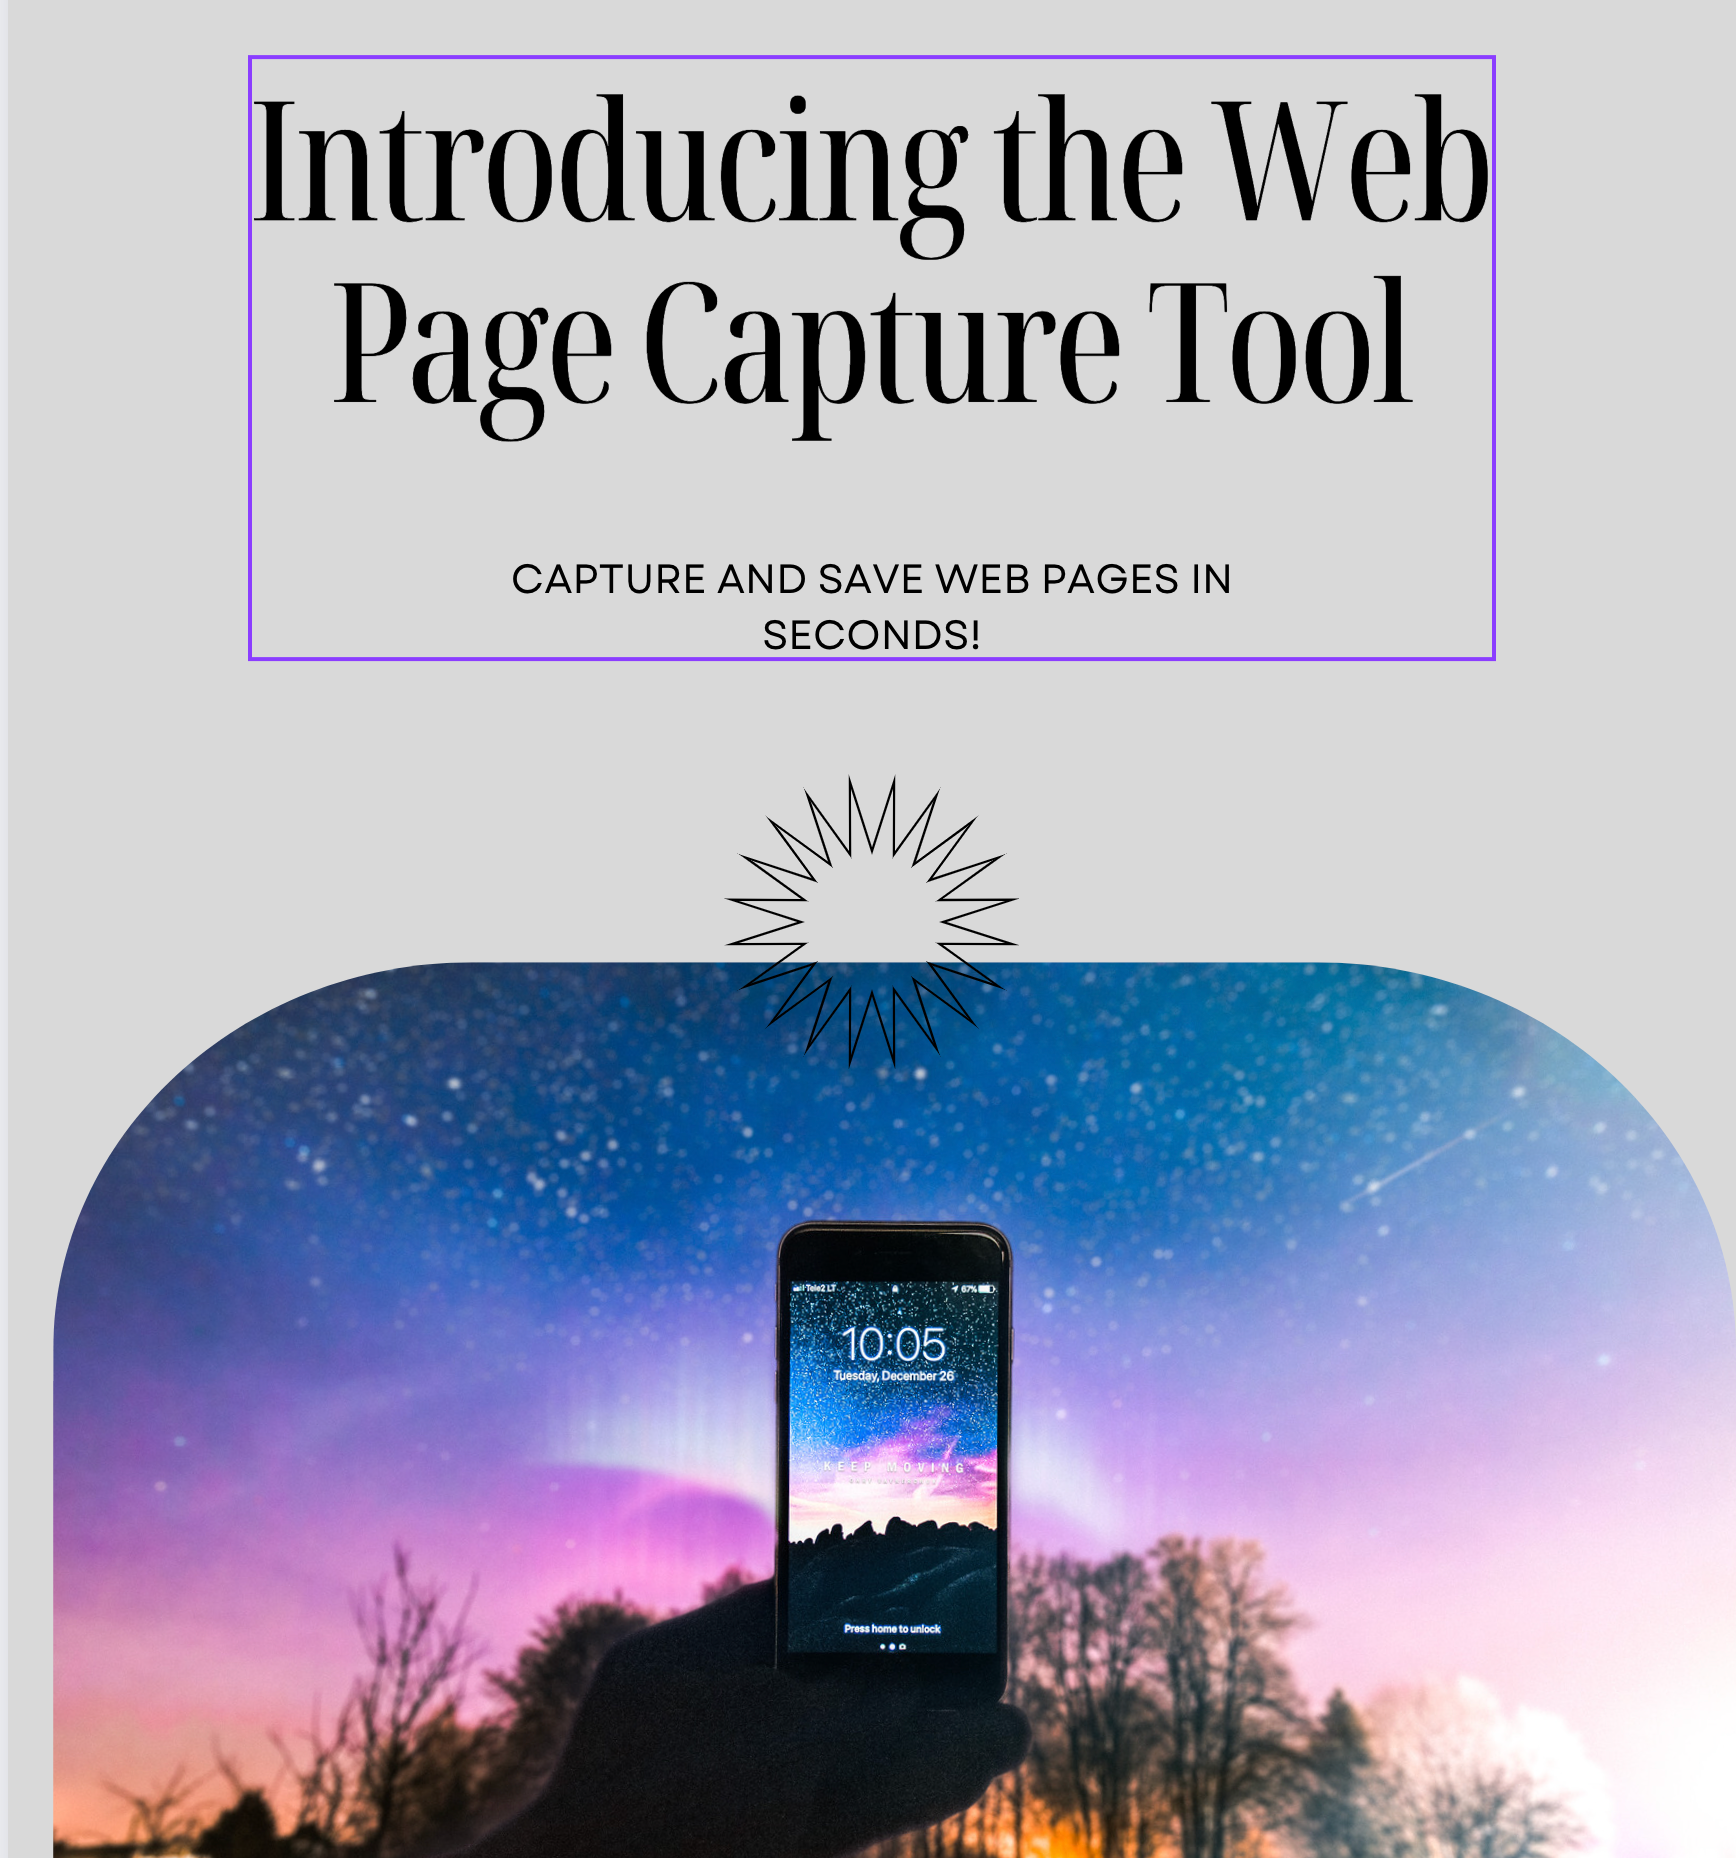 Introducing the Web
Page Capture Tool
CAPTURE AND SAVE WEB PAGES IN
SECONDS!
Tele2 LT
67%
10:05
Tuesday, December 26
KEEP MOVING
Press home to unlock